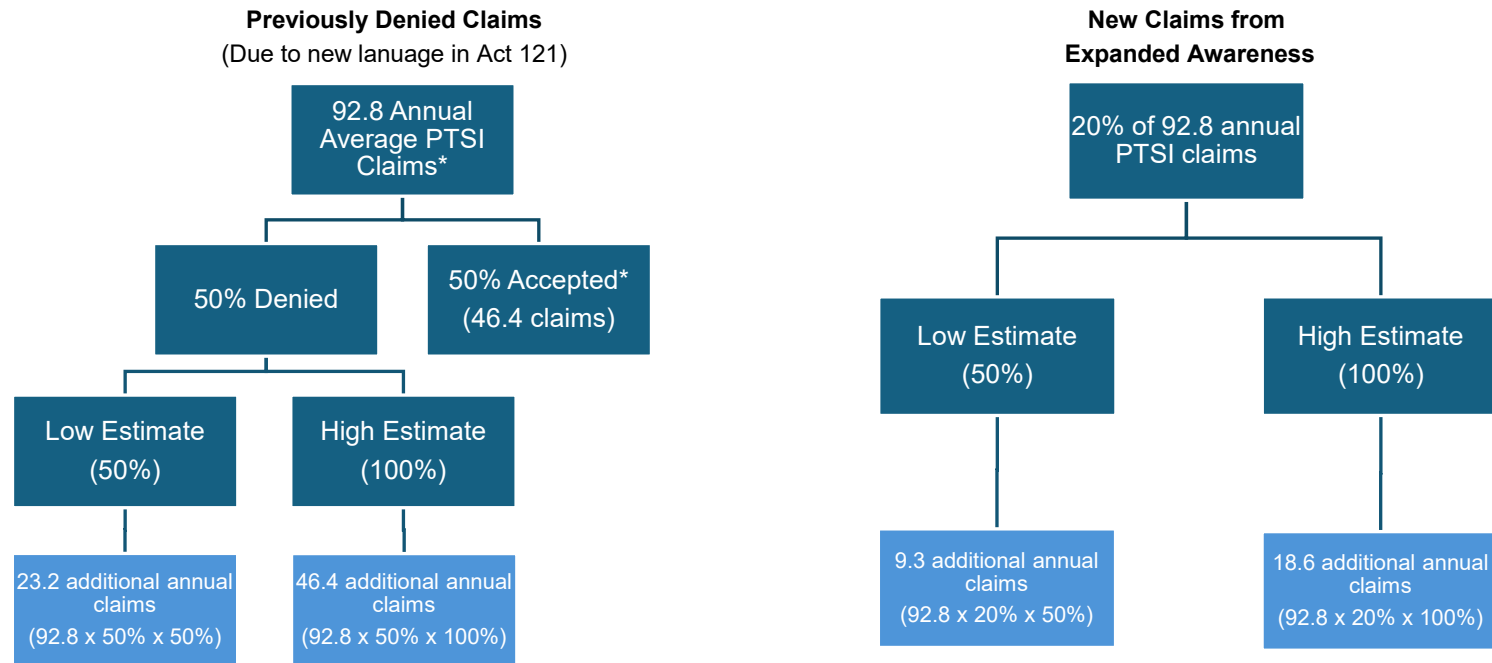 Previously Denied Claims
(Due to new lanuage in Act 121)
92.8 Annual
Average PTSI
Claims*
50% Denied
50% Accepted*
(46.4 claims)
Low Estimate
(50%)
High Estimate
(100%)
23.2 additional annual
claims
(92.8 x 50% x 50%)
46.4 additional annual
claims
(92.8 x 50% x 100%)
New Claims from
Expanded Awareness
20% of 92.8 annual
PTSI claims
Low Estimate
(50%)
High Estimate
(100%)
9.3 additional annual
claims
(92.8 x 20% x 50%)
18.6 additional annual
claims
(92.8 x 20% x 100%)